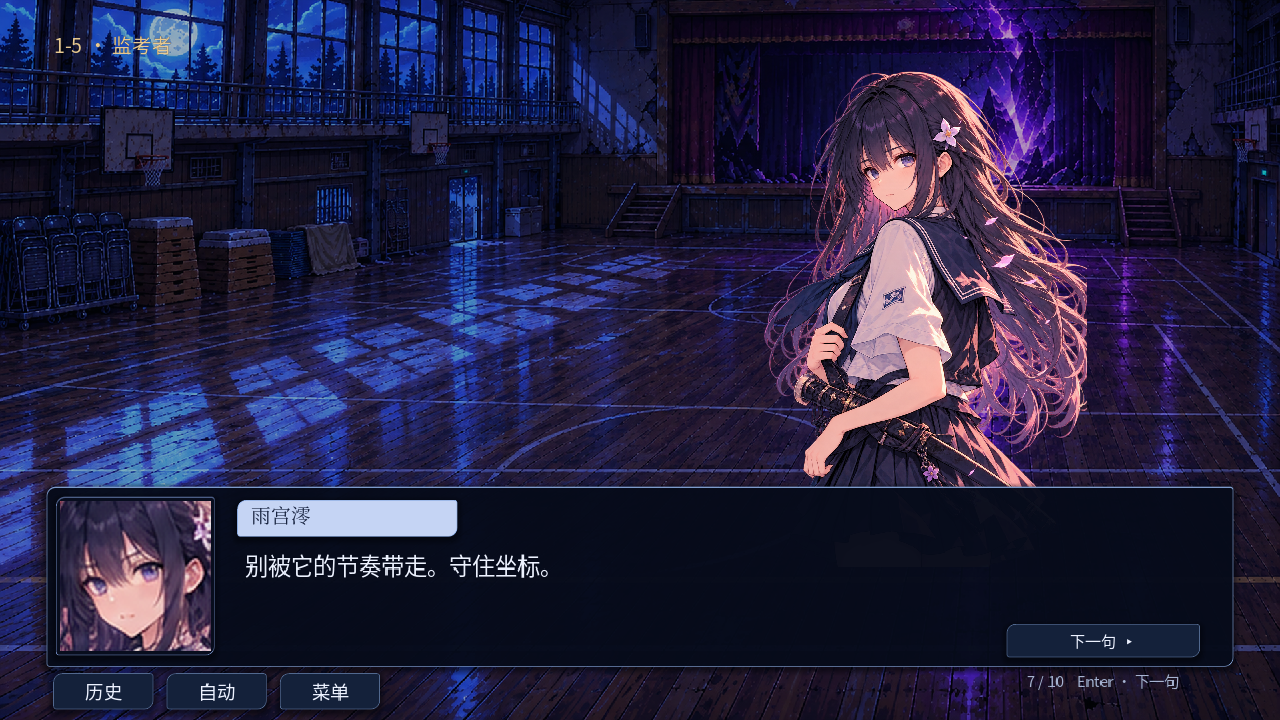 1-5 · 监考者
雨宫澪
别被它的节奏带走。守住坐标。
下一句 ▸
历史
自动
菜单
7 / 10 Enter · 下一句